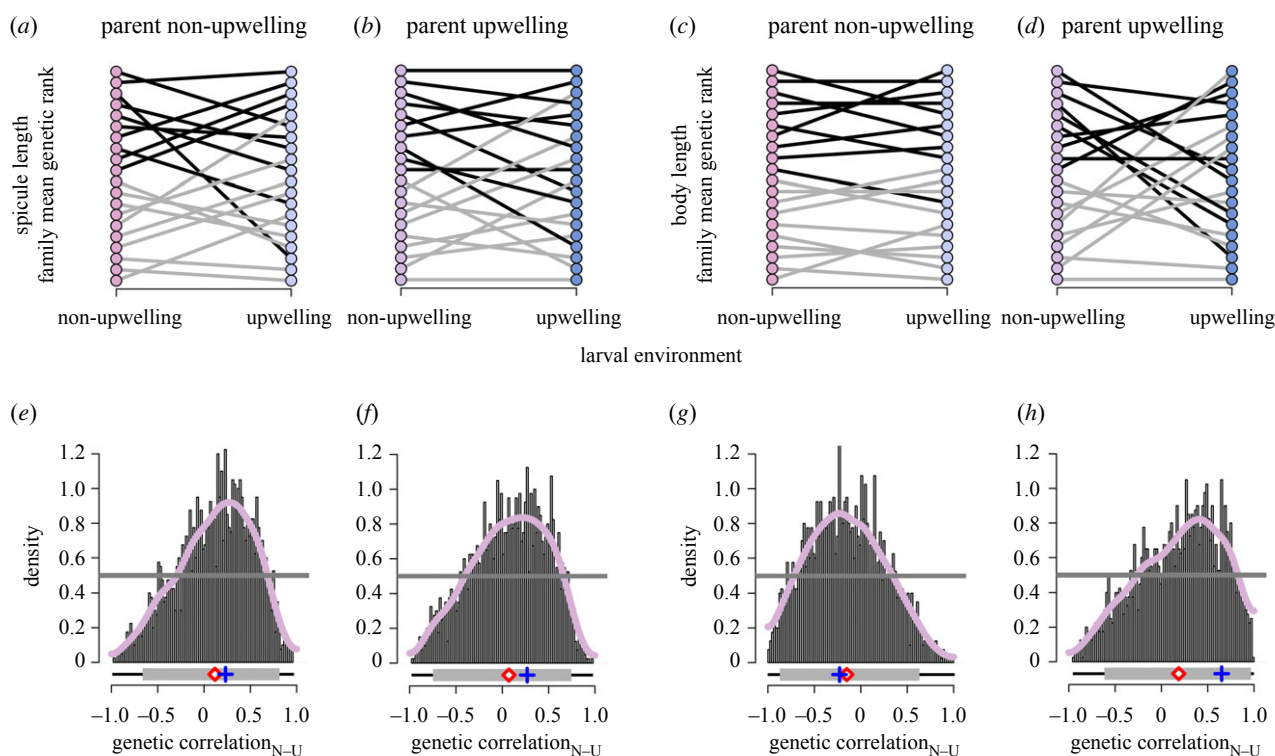 (a) parent non-upwelling
(b) parent upwelling
(c) parent non-upwelling
(d) parent upwelling
spicule length
family mean genetic rank
body length
family mean genetic rank
non-upwelling upwelling
non-upwelling upwelling
non-upwelling upwelling
non-upwelling upwelling
larval environment
(e)
1.2
1.0
0.8
0.6
0.4
0.2
0
density
−1.0 −0.5 0 0.5 1.0
genetic correlation N–U
(f)
1.2
1.0
0.8
0.6
0.4
0.2
0
−1.0 −0.5 0 0.5 1.0
genetic correlation N–U
(g)
1.2
1.0
0.8
0.6
0.4
0.2
0
density
−1.0 −0.5 0 0.5 1.0
genetic correlation N–U
(h)
1.2
1.0
0.8
0.6
0.4
0.2
0
−1.0 −0.5 0 0.5 1.0
genetic correlation N–U